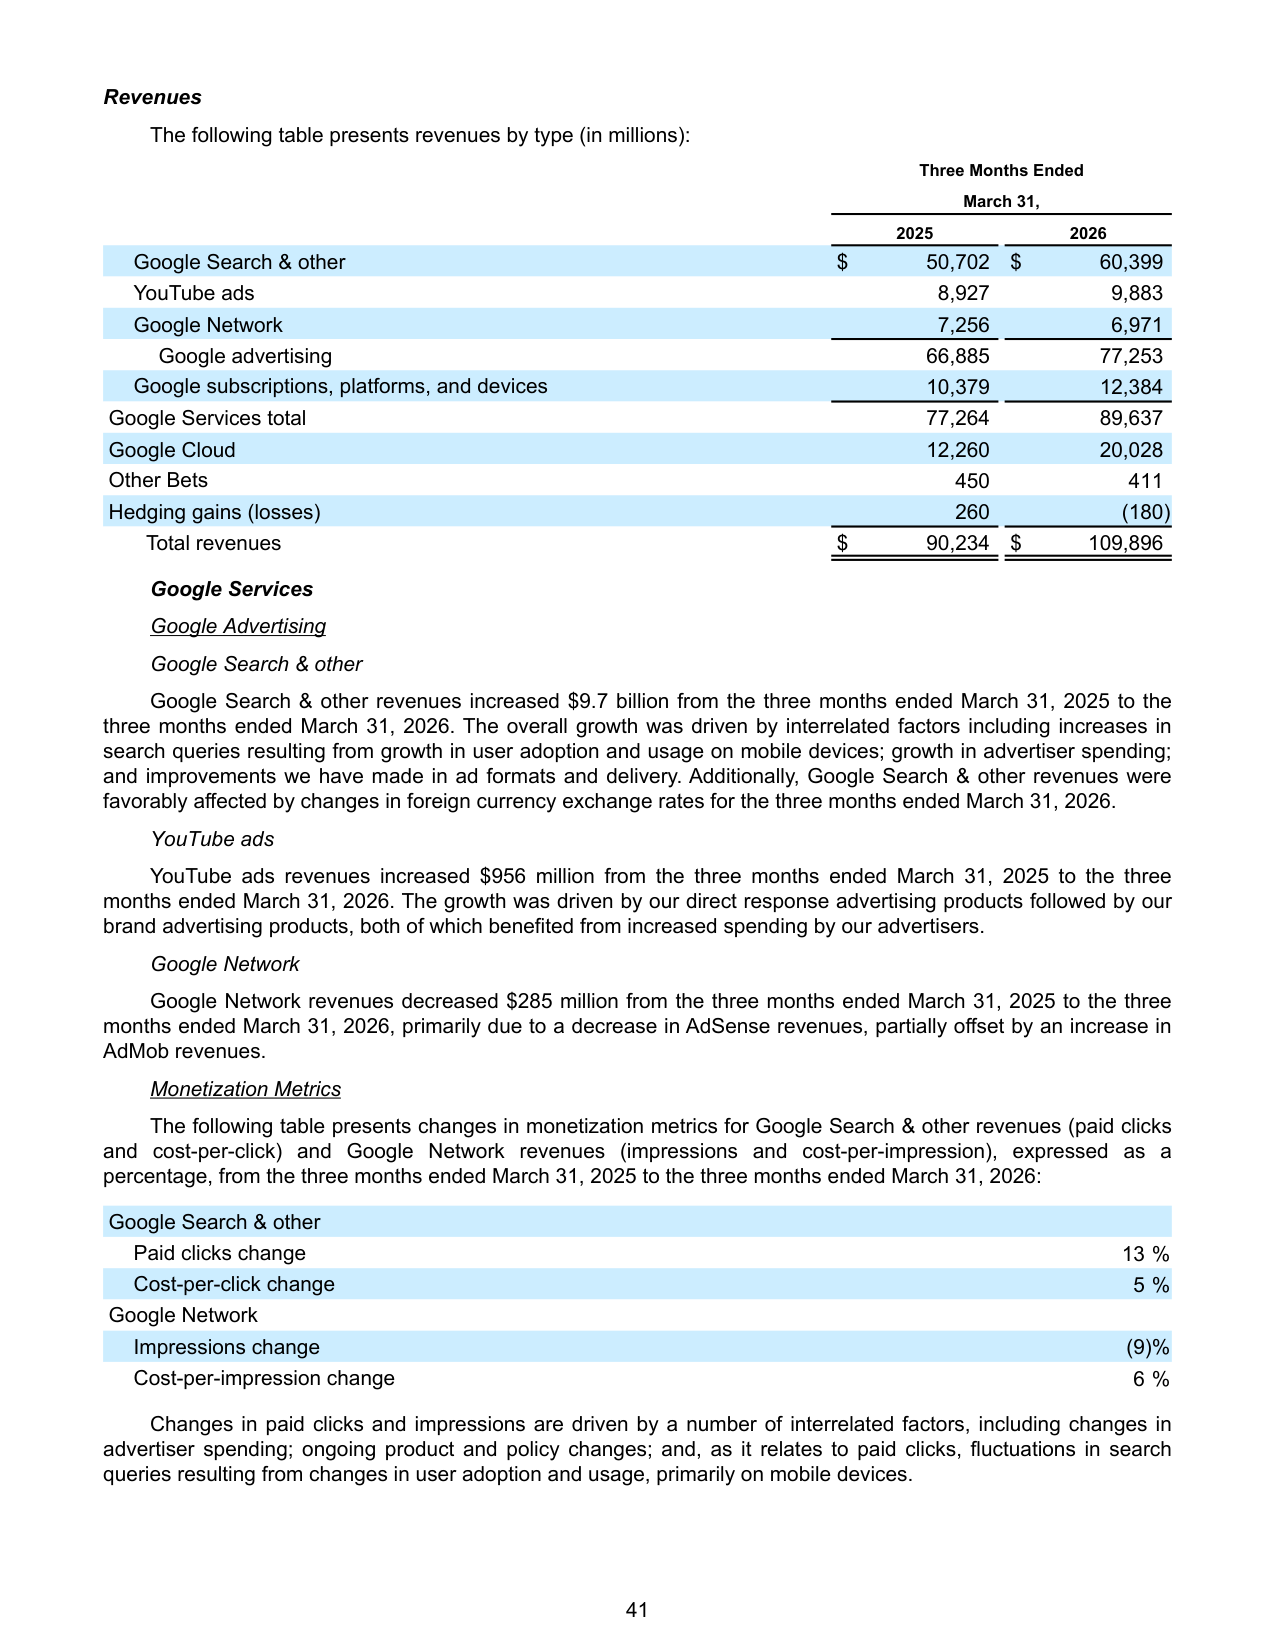 Revenues
The following table presents revenues by type (in millions):
Three Months Ended
March 31,
2025 2026
Google Search & other $ 50,702 $ 60,399
YouTube ads 8,927 9,883
Google Network 7,256 6,971
Google advertising 66,885 77,253
Google subscriptions, platforms, and devices 10,379 12,384
Google Services total 77,264 89,637
Google Cloud 12,260 20,028
Other Bets 450 411
Hedging gains (losses) 260 (180)
Total revenues $ 90,234 $ 109,896
Google Services
Google Advertising
Google Search & other
Google Search & other revenues increased $9.7 billion from the three months ended March 31, 2025 to the
three months ended March 31, 2026. The overall growth was driven by interrelated factors including increases in
search queries resulting from growth in user adoption and usage on mobile devices; growth in advertiser spending;
and improvements we have made in ad formats and delivery. Additionally, Google Search & other revenues were
favorably affected by changes in foreign currency exchange rates for the three months ended March 31, 2026.
YouTube ads
YouTube ads revenues increased $956 million from the three months ended March 31, 2025 to the three
months ended March 31, 2026. The growth was driven by our direct response advertising products followed by our
brand advertising products, both of which benefited from increased spending by our advertisers.
Google Network
Google Network revenues decreased $285 million from the three months ended March 31, 2025 to the three
months ended March 31, 2026, primarily due to a decrease in AdSense revenues, partially offset by an increase in
AdMob revenues.
Monetization Metrics
The following table presents changes in monetization metrics for Google Search & other revenues (paid clicks
and cost-per-click) and Google Network revenues (impressions and cost-per-impression), expressed as a
percentage, from the three months ended March 31, 2025 to the three months ended March 31, 2026:
Google Search & other
Paid clicks change 13 %
Cost-per-click change 5 %
Google Network
Impressions change (9)%
Cost-per-impression change 6 %
Changes in paid clicks and impressions are driven by a number of interrelated factors, including changes in
advertiser spending; ongoing product and policy changes; and, as it relates to paid clicks, fluctuations in search
queries resulting from changes in user adoption and usage, primarily on mobile devices.
41